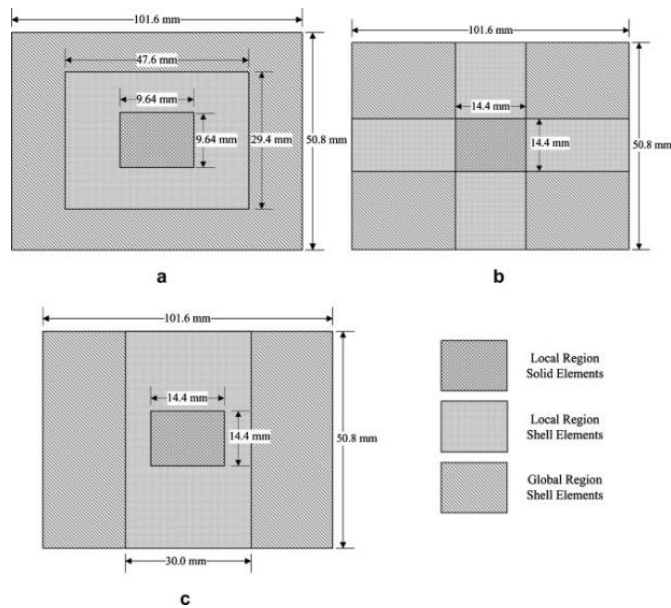 101.6 mm
47.6 mm
9.64 mm
9.64 mm
29.4 mm
50.8 mm
a
101.6 mm
14.4 mm
14.4 mm
50.8 mm
b
101.6 mm
14.4 mm
14.4 mm
50.8 mm
30.0 mm
c
Local Region
Solid Elements
Local Region
Shell Elements
Global Region
Shell Elements